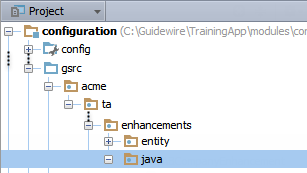 Project
configuration (C:\Guidewire\TrainingApp\modules\con
config
gsrc
acme
ta
enhancements
entity
java